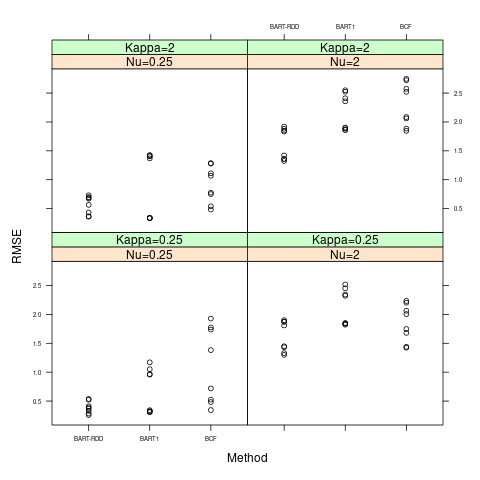 BART-RDD BART1 BCF
Kappa=2 Kappa=2
Nu=0.25 Nu=2
2.5
2.0
1.5
1.0
0.5
Kappa=0.25 Kappa=0.25
Nu=0.25 Nu=2
RMSE
2.5
2.0
1.5
1.0
0.5
BART-RDD BART1 BCF
Method